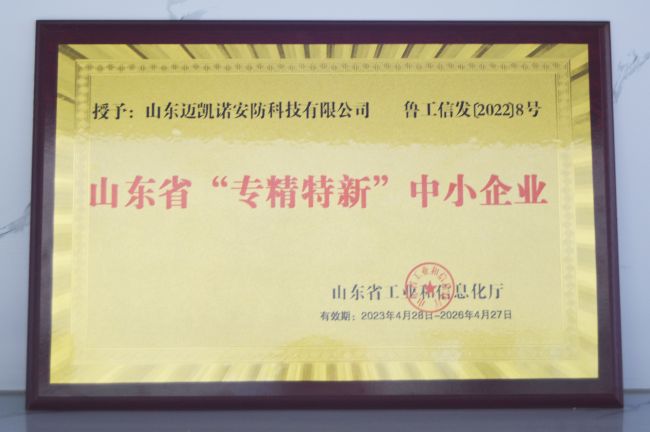 授予：山东迈凯诺安防科技有限公司 鲁工信发[2022]8号
山东省“专精特新”中小企业
山东省工业和信息化厅
有效期：2023年4月28日-2026年4月27日